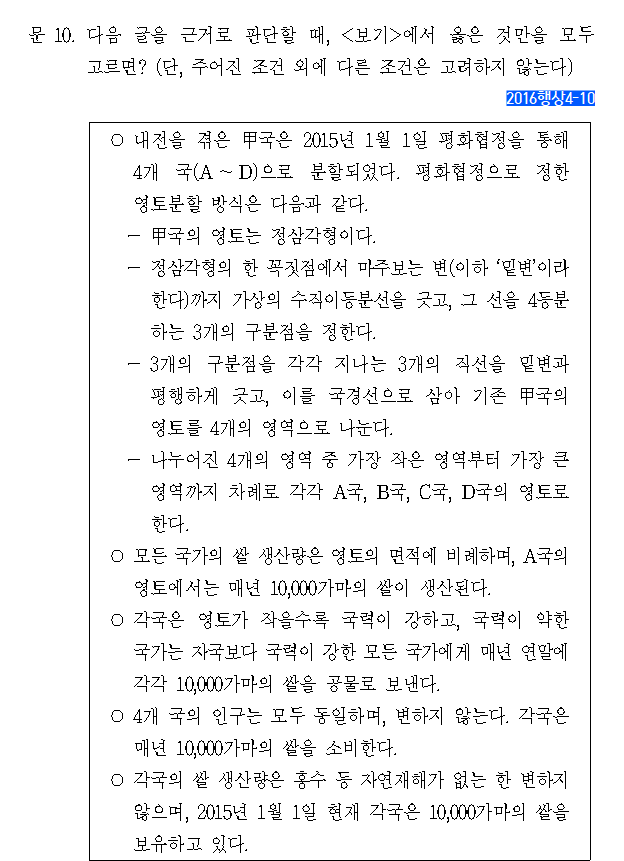 문 10. 다음 글을 근거로 판단할 때, <보기>에서 옳은 것만을 모두
고르면? (단, 주어진 조건 외에 다른 조건은 고려하지 않는다)
2016행상4-10
○ 내전을 겪은 甲국은 2015년 1월 1일 평화협정을 통해
4개 국(A ~ D)으로 분할되었다. 평화협정으로 정한
영토분할 방식은 다음과 같다.
- 甲국의 영토는 정삼각형이다.
- 정삼각형의 한 꼭짓점에서 마주보는 변(이하 ‘밑변’이라
한다)까지 가상의 수직이등분선을 긋고, 그 선을 4등분
하는 3개의 구분점을 정한다.
- 3개의 구분점을 각각 지나는 3개의 직선을 밑변과
평행하게 긋고, 이를 국경선으로 삼아 기존 甲국의
영토를 4개의 영역으로 나눈다.
- 나누어진 4개의 영역 중 가장 작은 영역부터 가장 큰
영역까지 차례로 각각 A국, B국, C국, D국의 영토로
한다.
○ 모든 국가의 쌀 생산량은 영토의 면적에 비례하며, A국의
영토에서는 매년 10,000가마의 쌀이 생산된다.
○ 각국은 영토가 작을수록 국력이 강하고, 국력이 약한
국가는 자국보다 국력이 강한 모든 국가에게 매년 연말에
각각 10,000가마의 쌀을 공물로 보낸다.
○ 4개 국의 인구는 모두 동일하며, 변하지 않는다. 각국은
매년 10,000가마의 쌀을 소비한다.
○ 각국의 쌀 생산량은 홍수 등 자연재해가 없는 한 변하지
않으며, 2015년 1월 1일 현재 각국은 10,000가마의 쌀을
보유하고 있다.